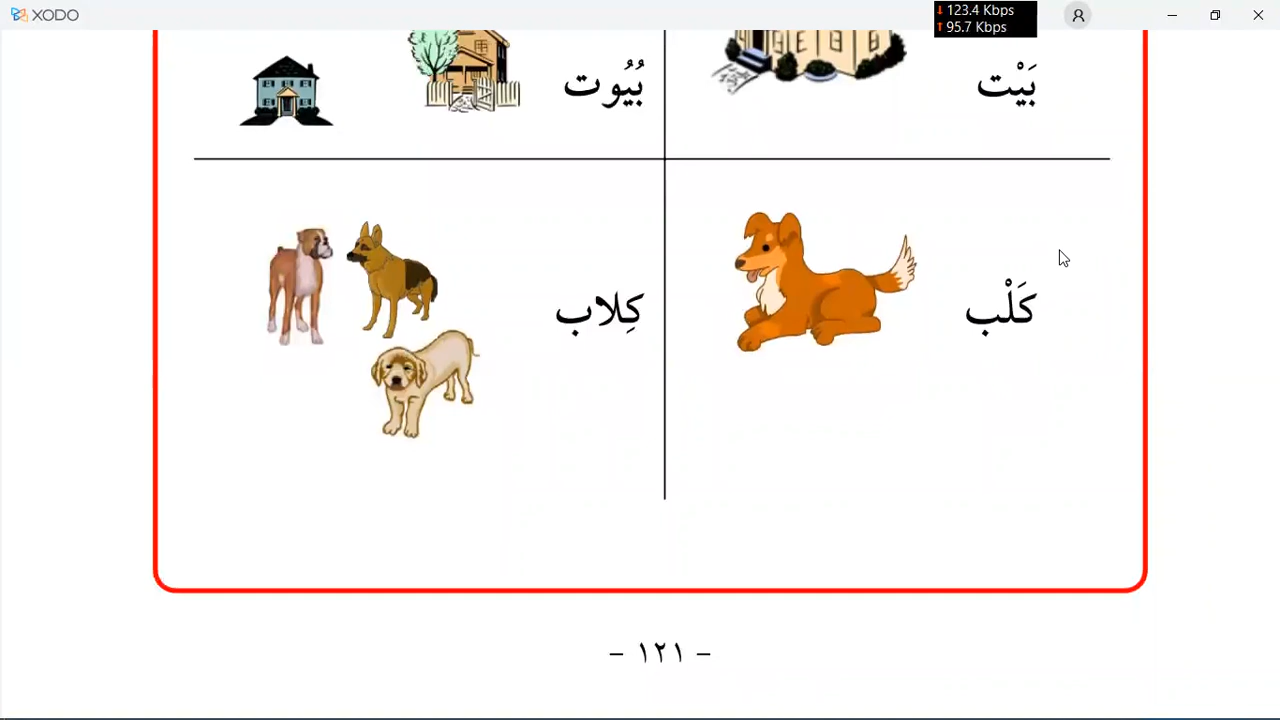 XODO
↓ 123.4 Kbps
↑ 95.7 Kbps
بَيْت بُيُوت
كَلْب كِلاب
- ١٢١ -